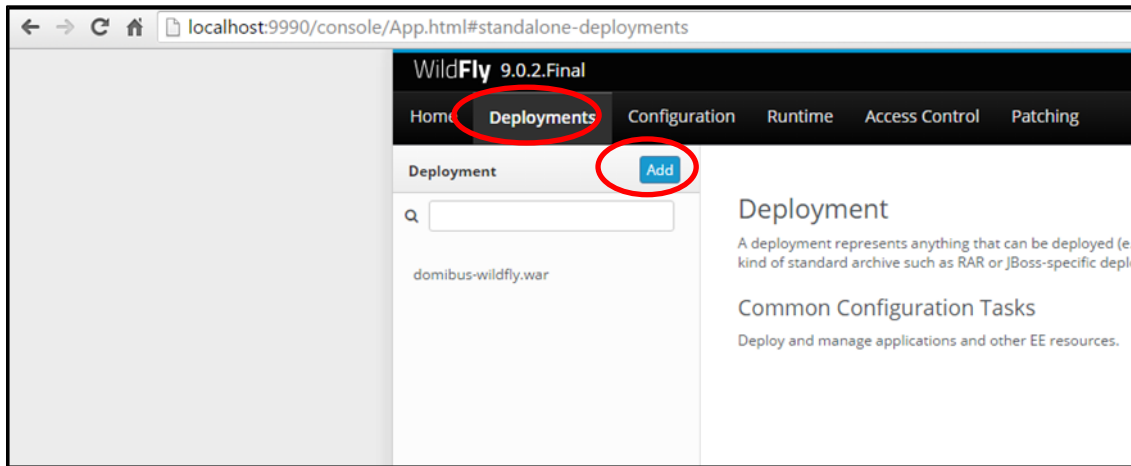 localhost:9990/console/App.html#standalone-deployments
WildFly 9.0.2.Final
Home Deployments Configuration Runtime Access Control Patching
Deployment Add
Deployment
A deployment represents anything that can be deployed (e.
kind of standard archive such as RAR or JBoss-specific depl
domibus-wildfly.war
Common Configuration Tasks
Deploy and manage applications and other EE resources.